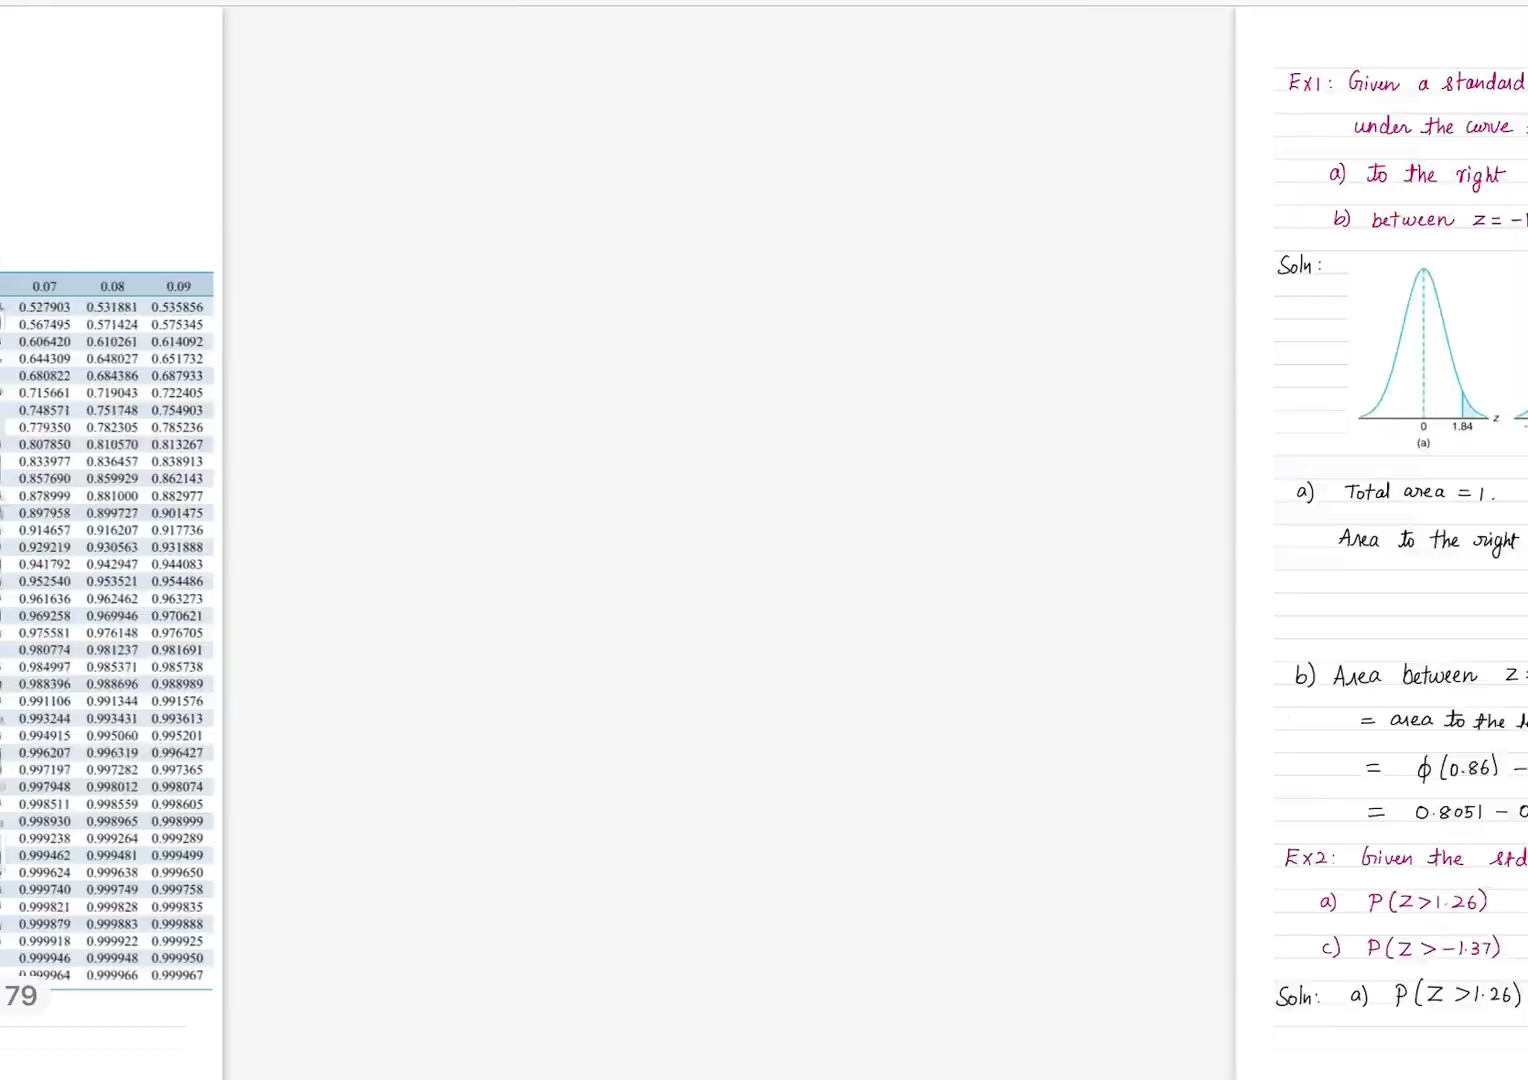 0.07 0.08 0.09
0.527903 0.531881 0.535856
0.567495 0.571424 0.575345
0.606420 0.610261 0.614092
0.644309 0.648027 0.651732
0.680822 0.684386 0.687933
0.715661 0.719043 0.722405
0.748571 0.751748 0.754903
0.779350 0.782305 0.785236
0.807850 0.810570 0.813267
0.833977 0.836457 0.838913
0.857690 0.859929 0.862143
0.878999 0.881000 0.882977
0.897958 0.899727 0.901475
0.914657 0.916207 0.917736
0.929219 0.930563 0.931888
0.941792 0.942947 0.944083
0.952540 0.953521 0.954486
0.961636 0.962462 0.963273
0.969258 0.969946 0.970621
0.975581 0.976148 0.976705
0.980774 0.981237 0.981691
0.984997 0.985371 0.985738
0.988396 0.988696 0.988989
0.991106 0.991344 0.991576
0.993244 0.993431 0.993613
0.994915 0.995060 0.995201
0.996207 0.996319 0.996427
0.997197 0.997282 0.997365
0.997948 0.998012 0.998074
0.998511 0.998559 0.998605
0.998930 0.998965 0.998999
0.999238 0.999264 0.999289
0.999462 0.999481 0.999499
0.999624 0.999638 0.999650
0.999740 0.999749 0.999758
0.999821 0.999828 0.999835
0.999879 0.999883 0.999888
0.999918 0.999922 0.999925
0.999946 0.999948 0.999950
0.999964 0.999966 0.999967
79
Ex1: Given a standard
under the curve
a) to the right
b) between z = -1
Soln:
0 1.84 z
(a)
a) Total area = 1.
Area to the right
b) Area between z =
= area to the
= φ(0.86) -
= 0.8051 - 0
Ex2: Given the std
a) P(Z>1.26)
c) P(Z > -1.37)
Soln: a) P(Z >1.26)